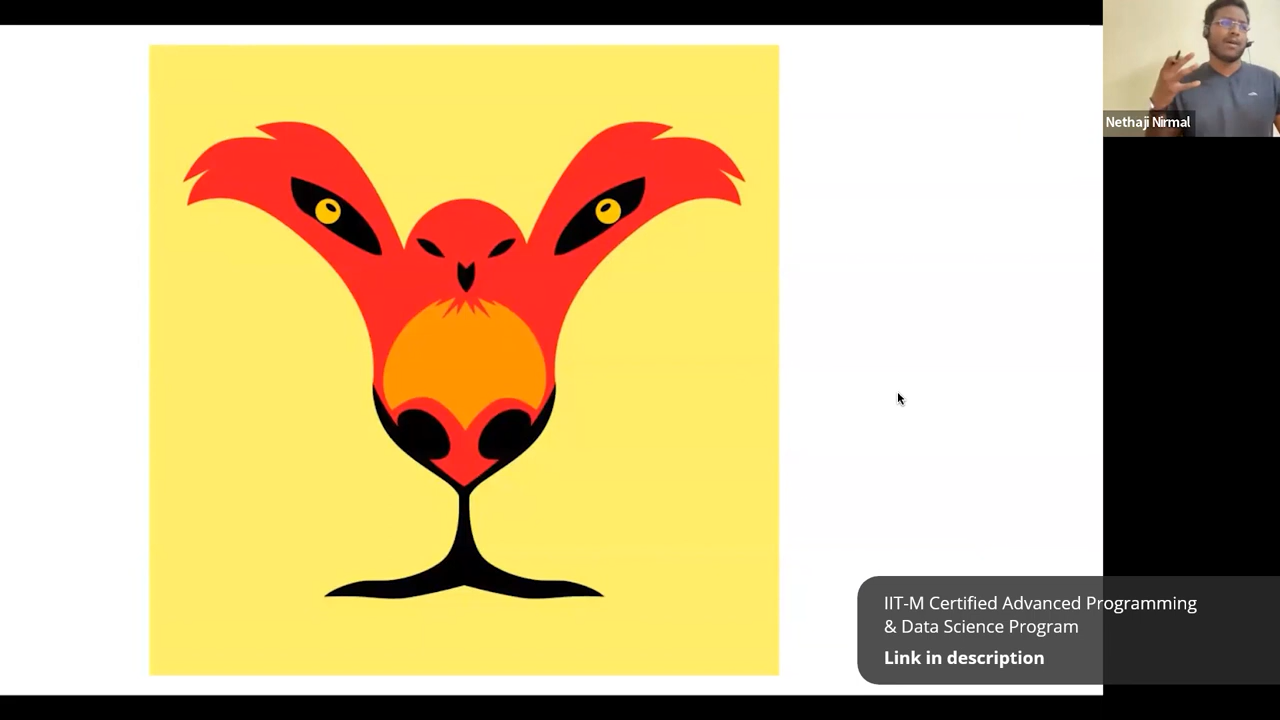 Nethaji Nirmal
IIT-M Certified Advanced Programming
& Data Science Program
Link in description